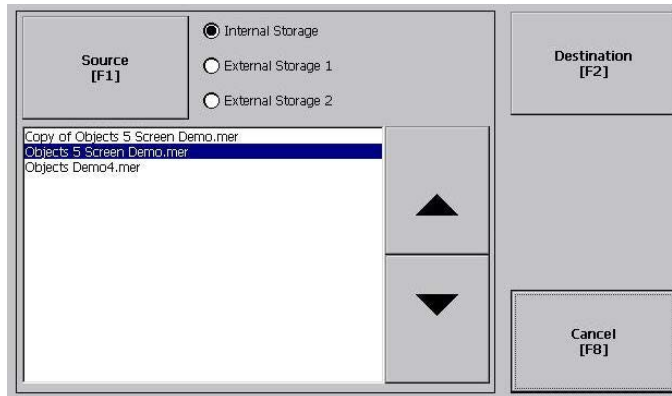 Source
[F1]
Internal Storage
External Storage 1
External Storage 2
Destination
[F2]
Copy of Objects 5 Screen Demo.mer
Objects 5 Screen Demo.mer
Objects Demo4.mer
Cancel
[F8]